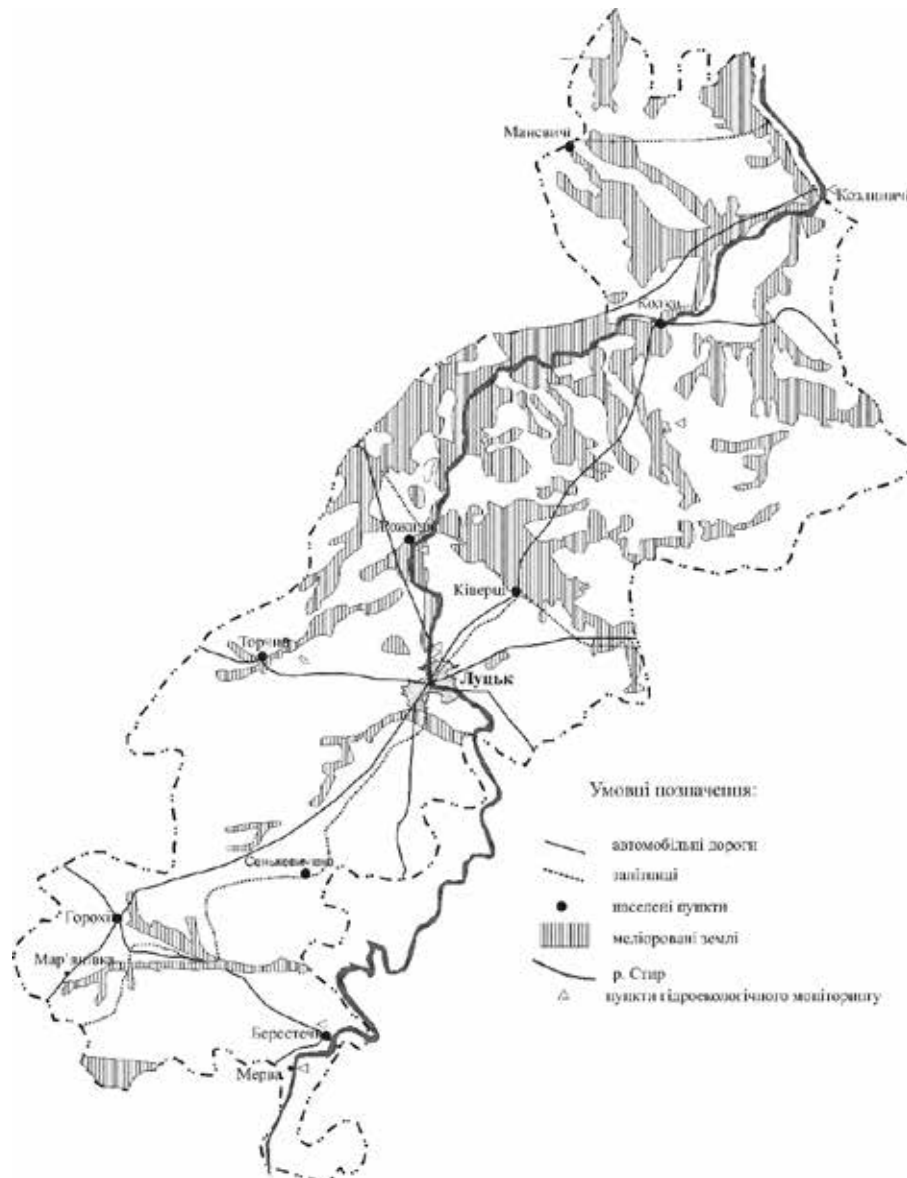 Маневичі
Козлиничі
Колки
Рожище
Ківерці
Торчин
Луцьк
Умовні позначення:
автомобільні дороги
залізниці
населені пункти
меліоровані землі
р. Стир
пункти гідроекологічного моніторингу
Сенькевичівка
Горохів
Мар'янівка
Берестечко
Мерва